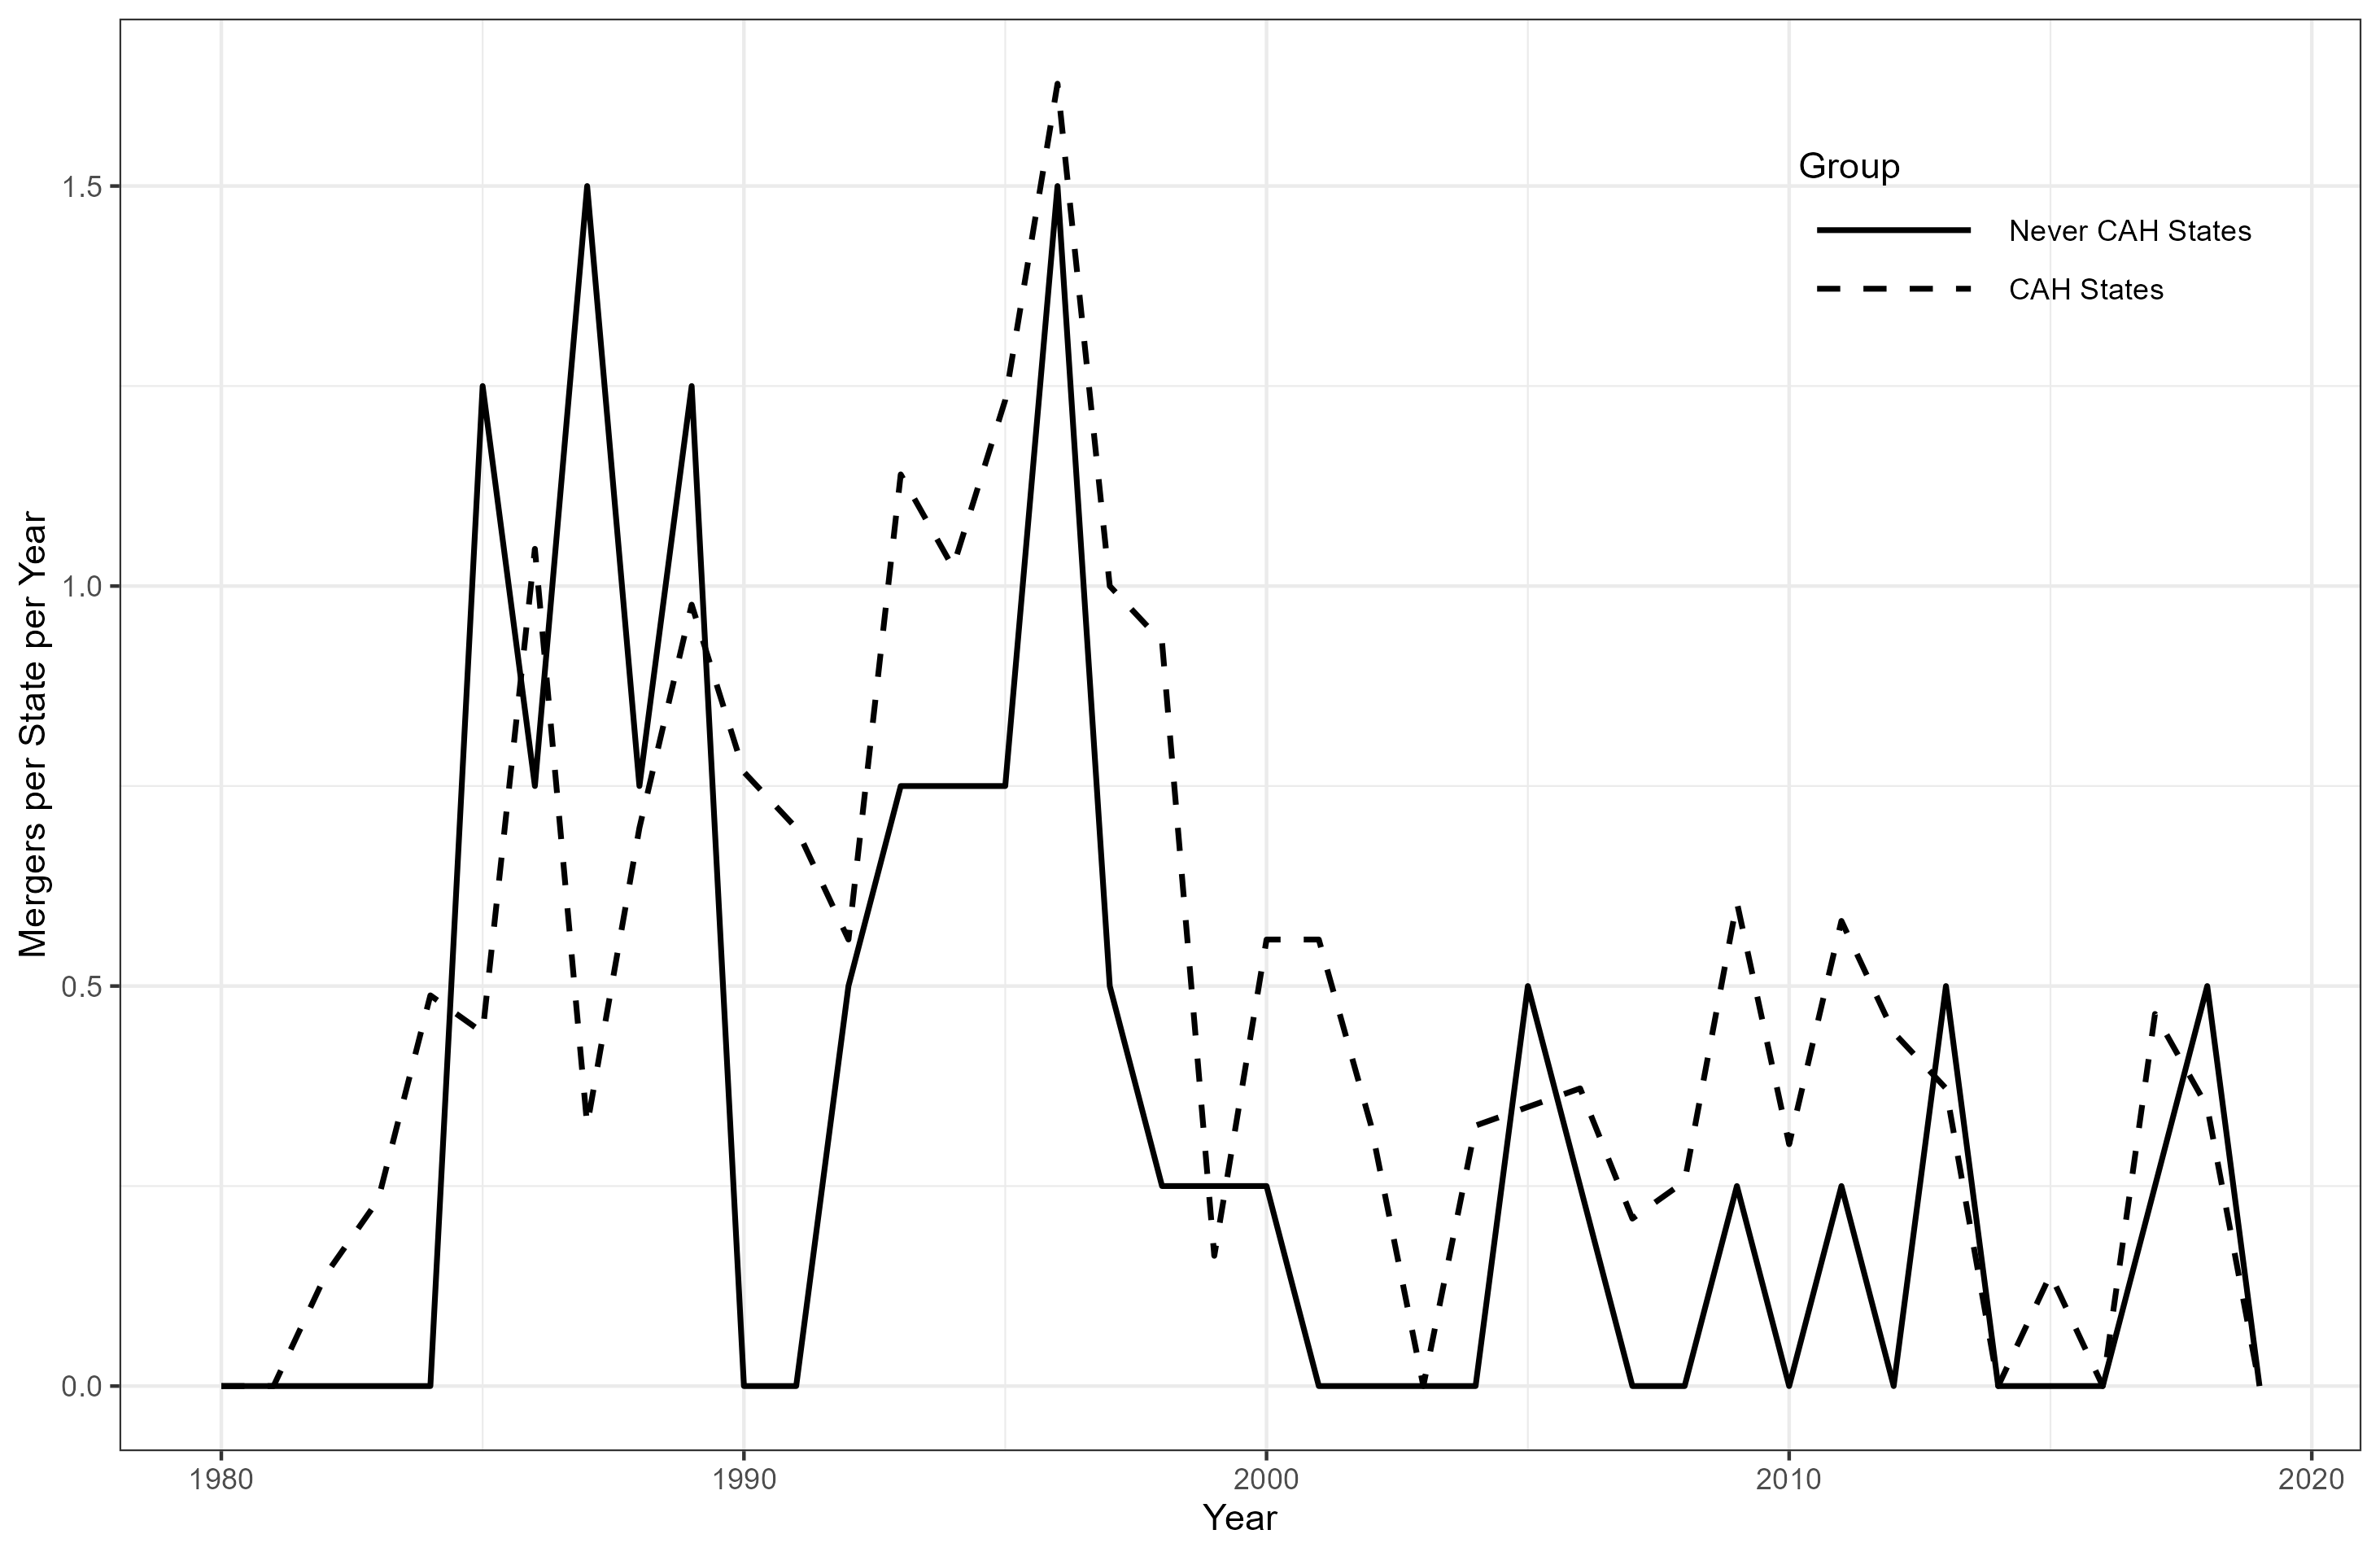 Group
Never CAH States
CAH States
Mergers per State per Year
1.5
1.0
0.5
0.0
1980 1990 2000 2010 2020
Year